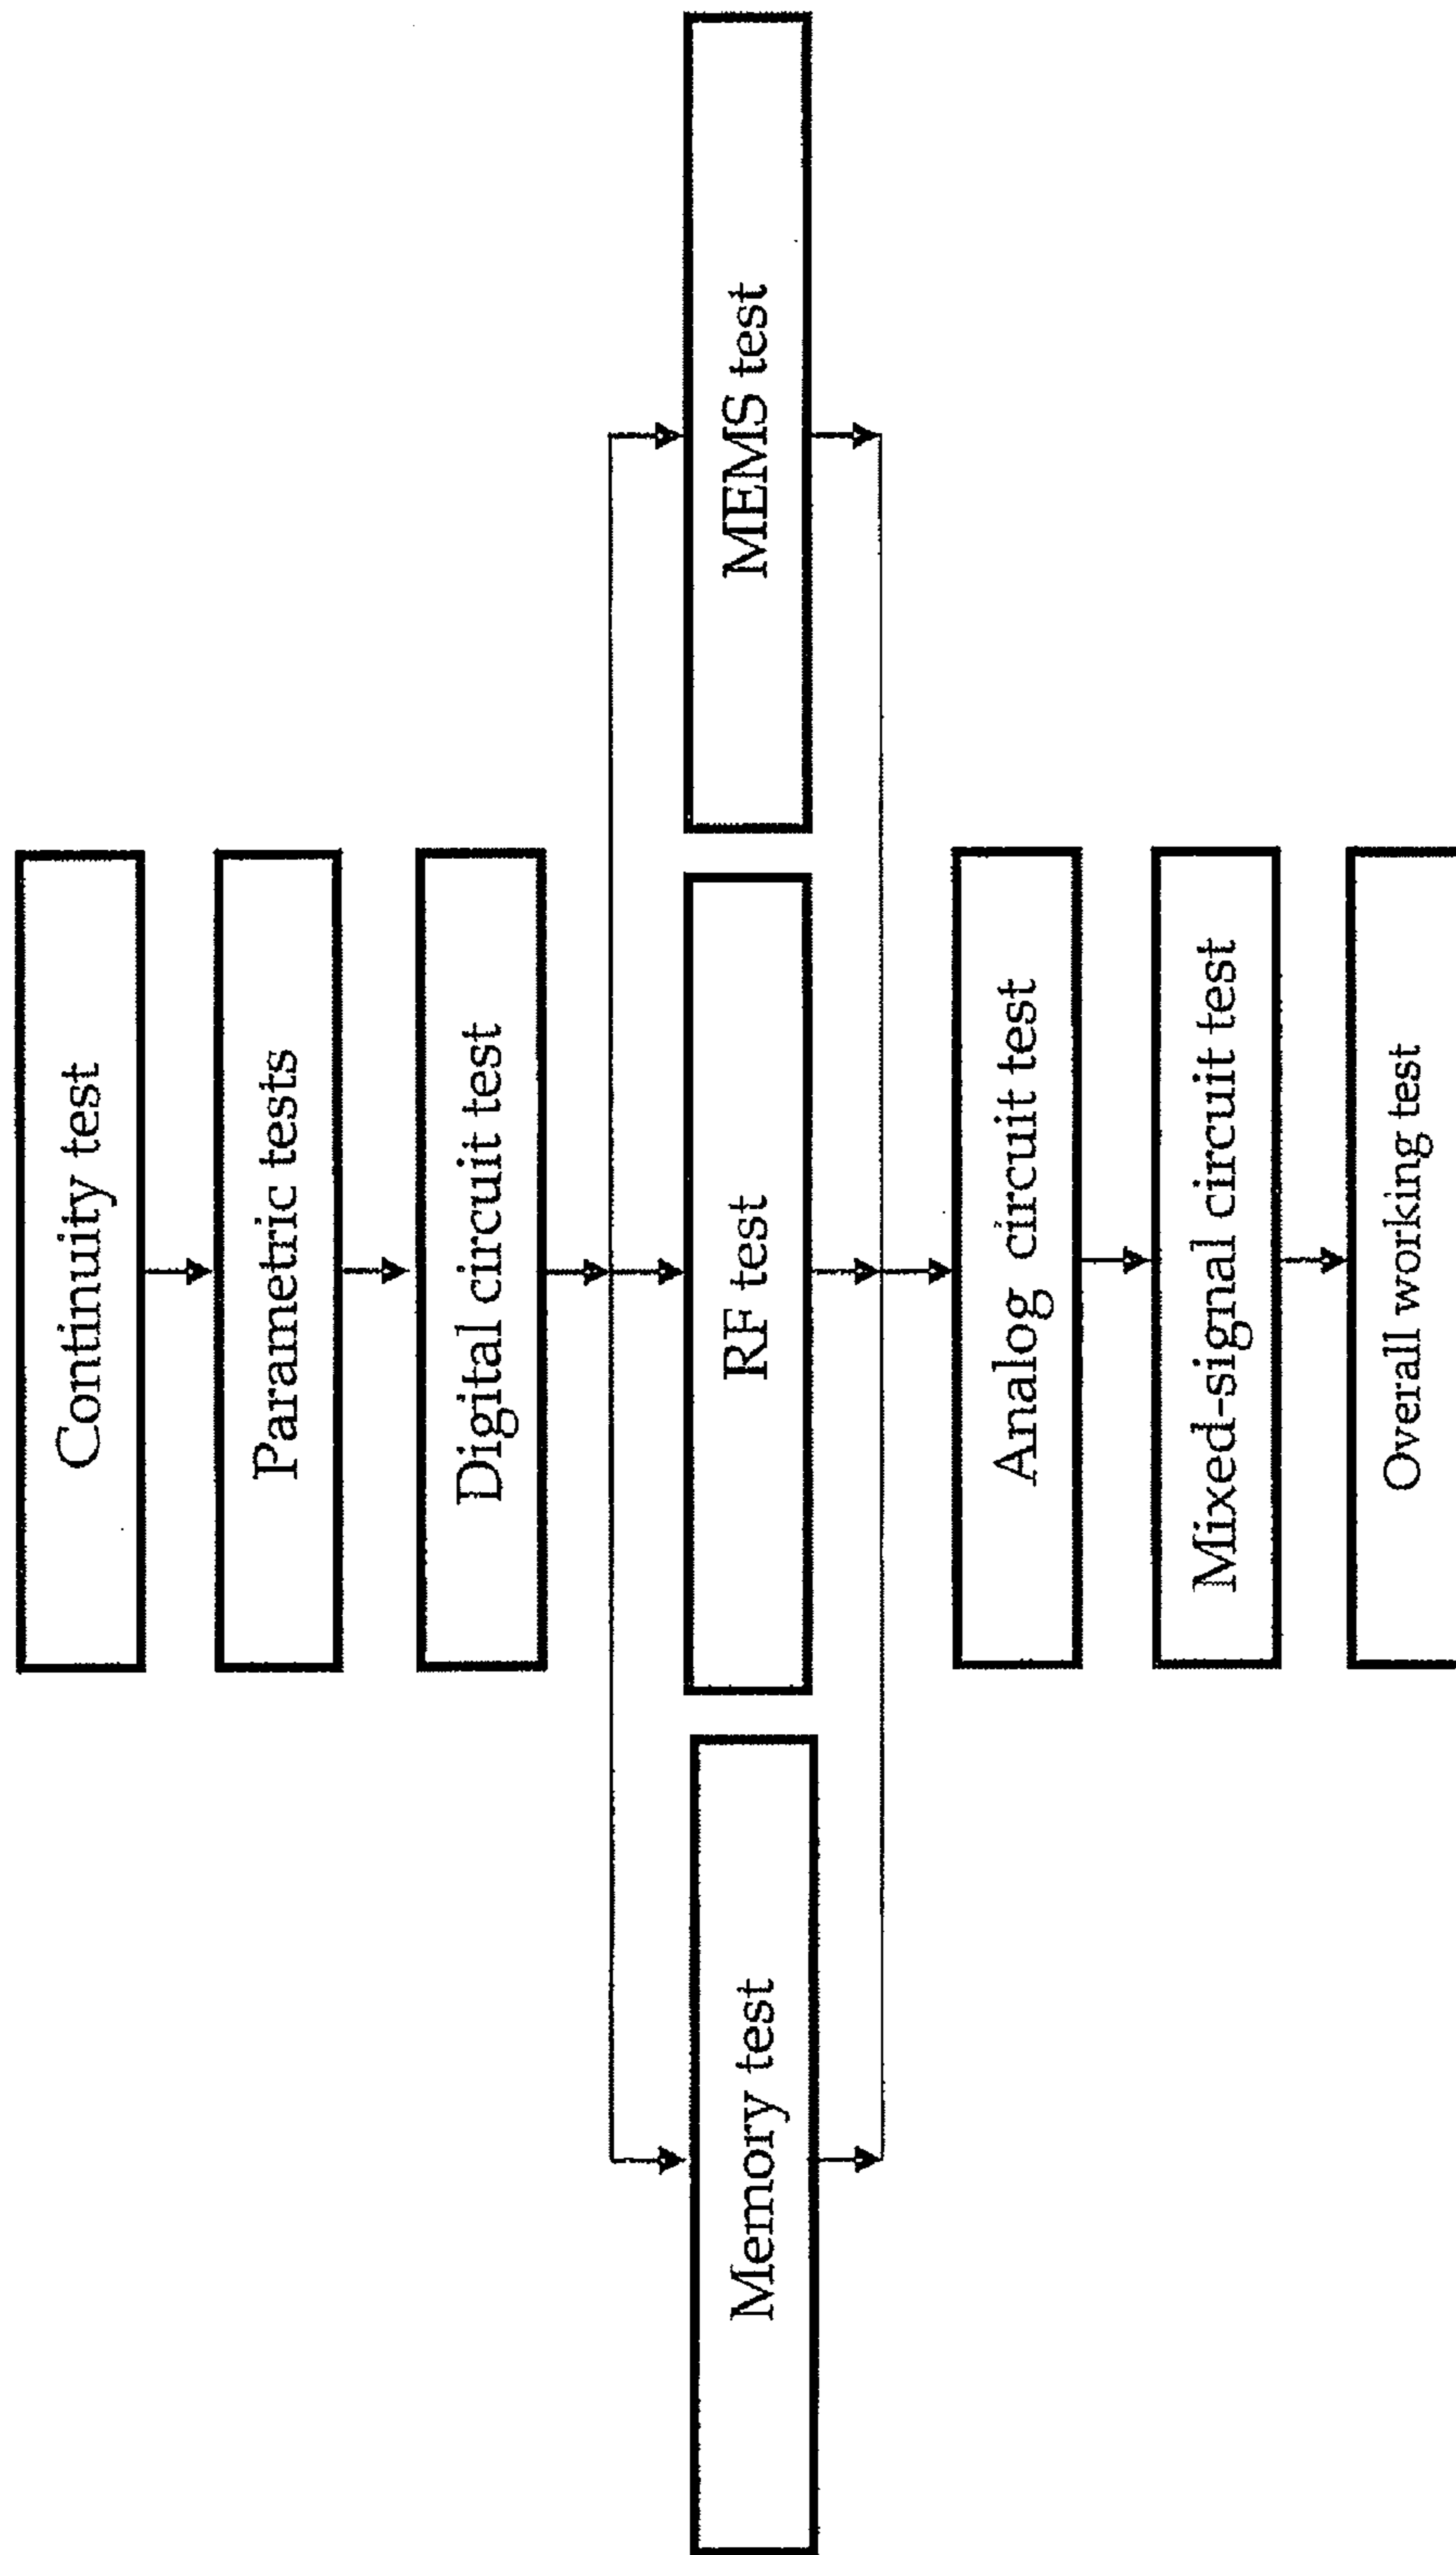 Continuity test
Parametric tests
Digital circuit test
Memory test
RF test
MEMS test
Analog circuit test
Mixed-signal circuit test
Overall working test